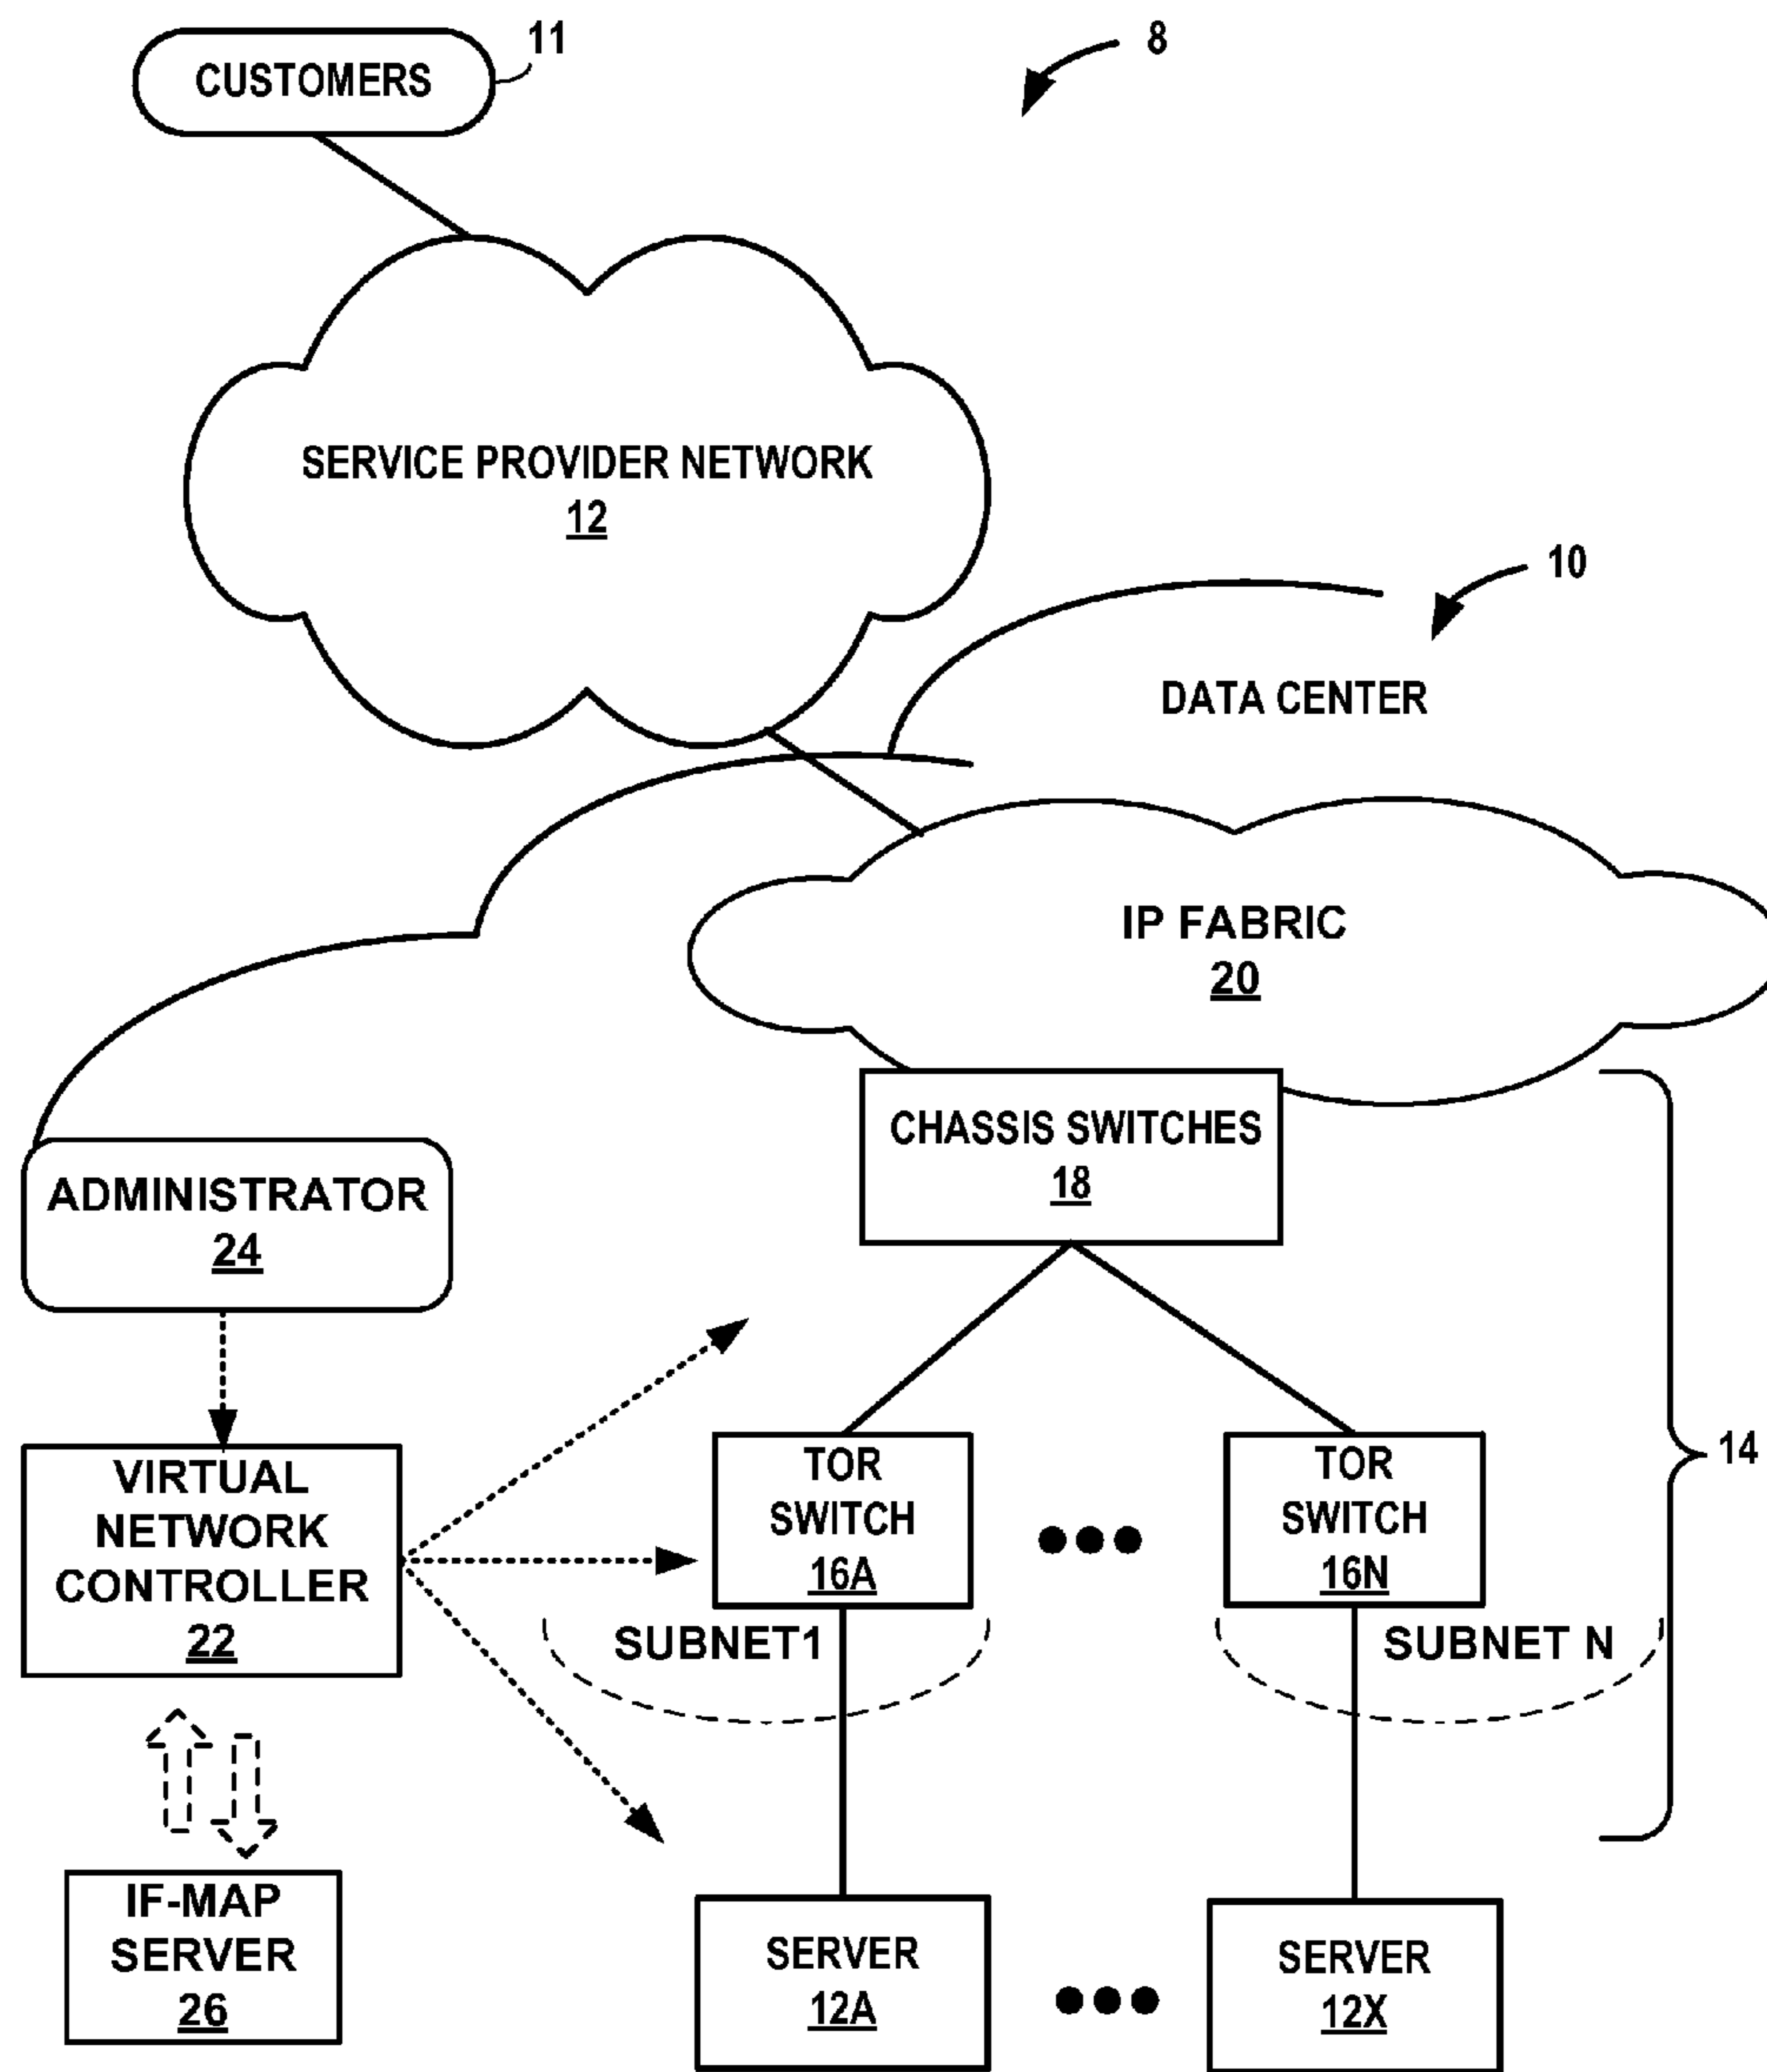 CUSTOMERS
11
8
SERVICE PROVIDER NETWORK
12
10
DATA CENTER
IP FABRIC
20
CHASSIS SWITCHES
18
ADMINISTRATOR
24
VIRTUAL
NETWORK
CONTROLLER
22
TOR
SWITCH
16A
TOR
SWITCH
16N
14
SUBNET1
SUBNET N
IF-MAP
SERVER
26
SERVER
12A
SERVER
12X